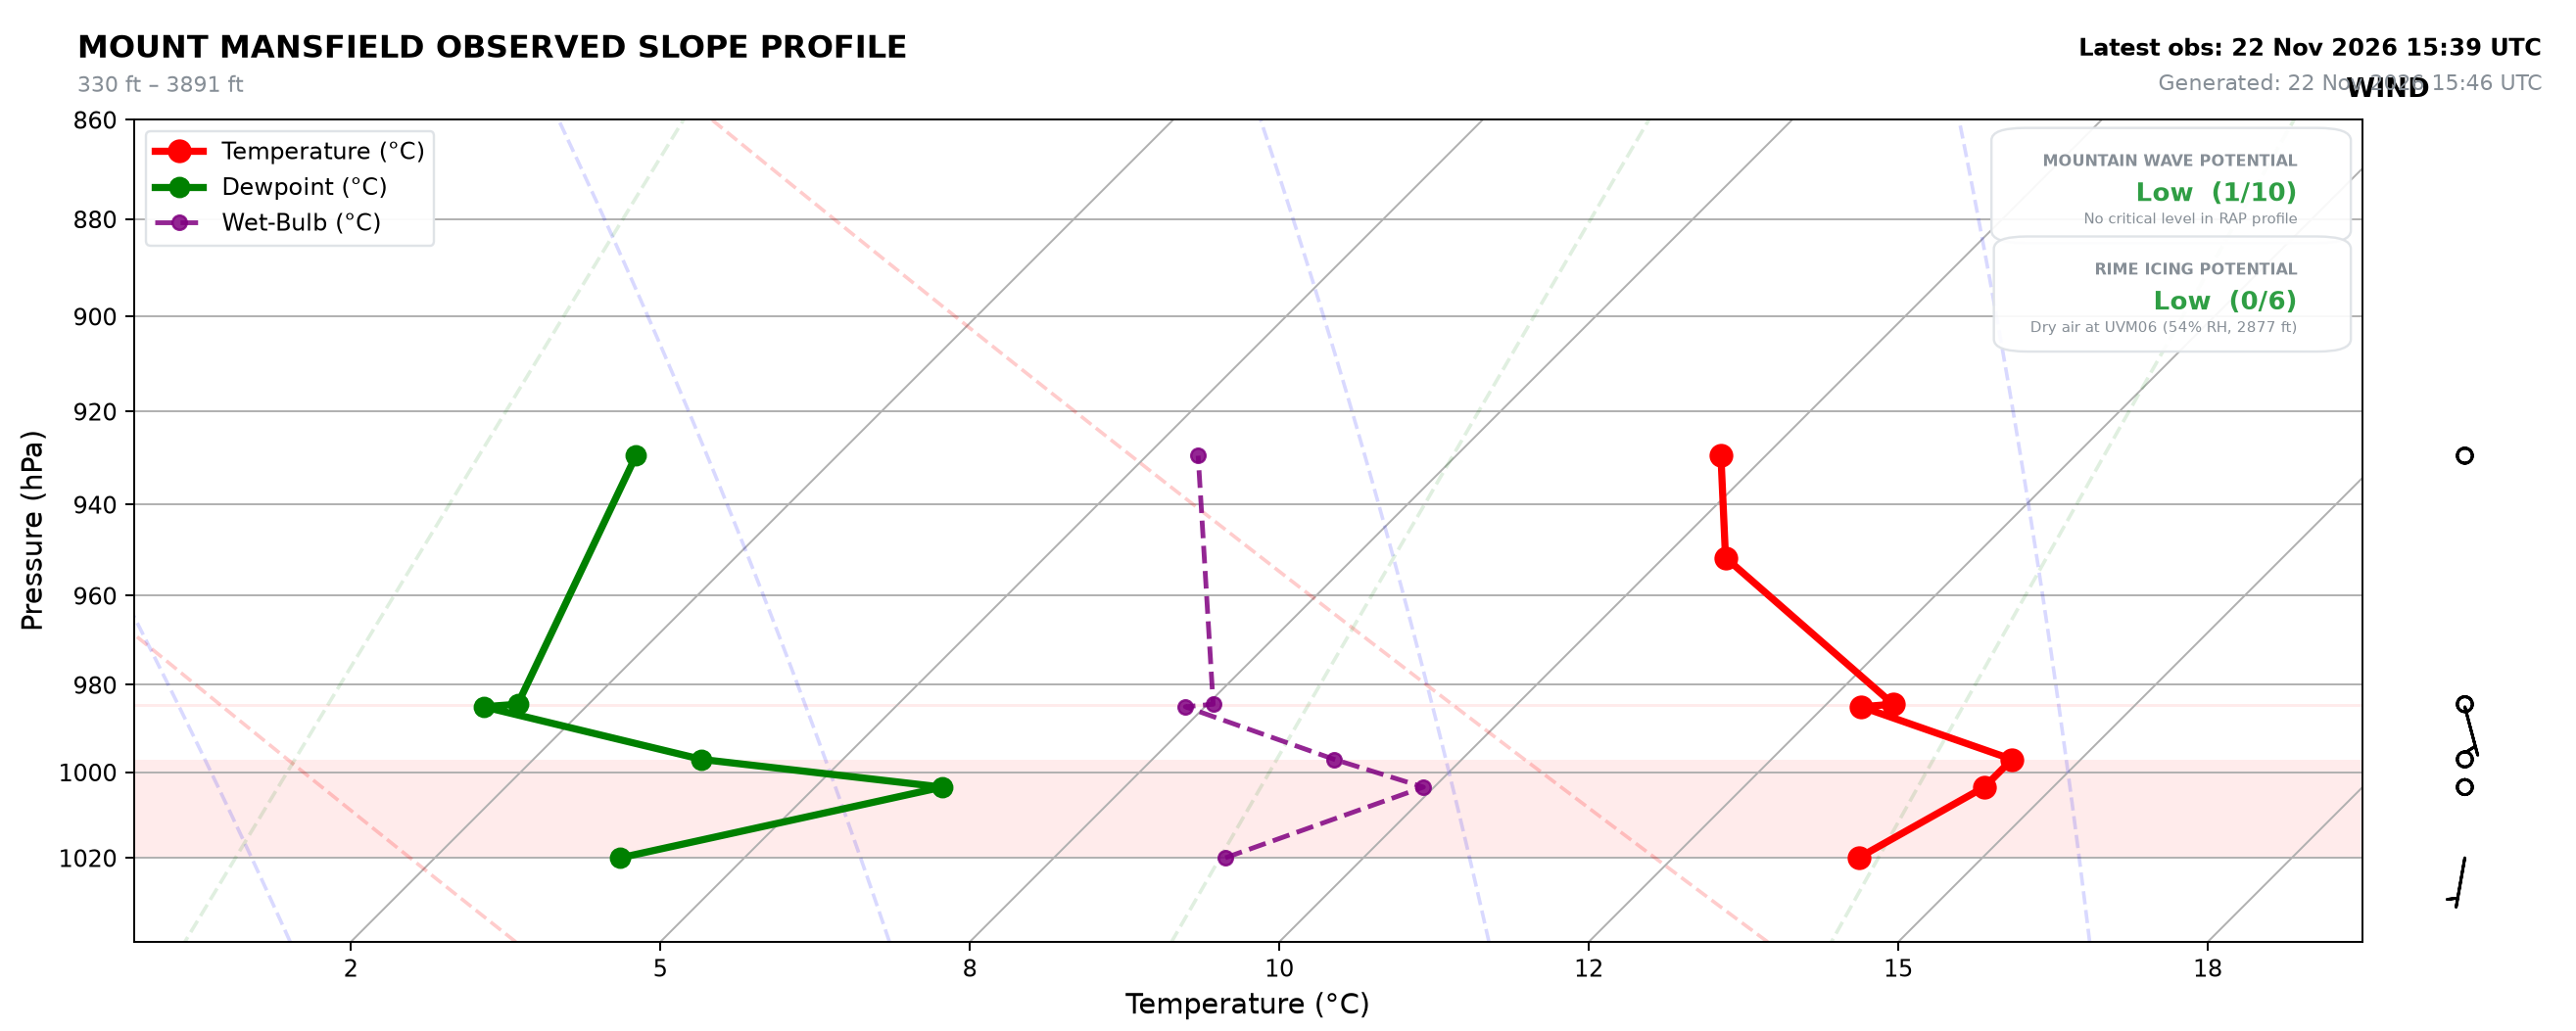 MOUNT MANSFIELD OBSERVED SLOPE PROFILE
330 ft – 3891 ft
Latest obs: 22 Nov 2026 15:39 UTC
Generated: 22 Nov 2026 15:46 UTC
WIND
Temperature (°C)
Dewpoint (°C)
Wet-Bulb (°C)
MOUNTAIN WAVE POTENTIAL
Low (1/10)
No critical level in RAP profile
RIME ICING POTENTIAL
Low (0/6)
Dry air at UVM06 (54% RH, 2877 ft)
Pressure (hPa)
860
880
900
920
940
960
980
1000
1020
2
5
8
10
12
15
18
Temperature (°C)